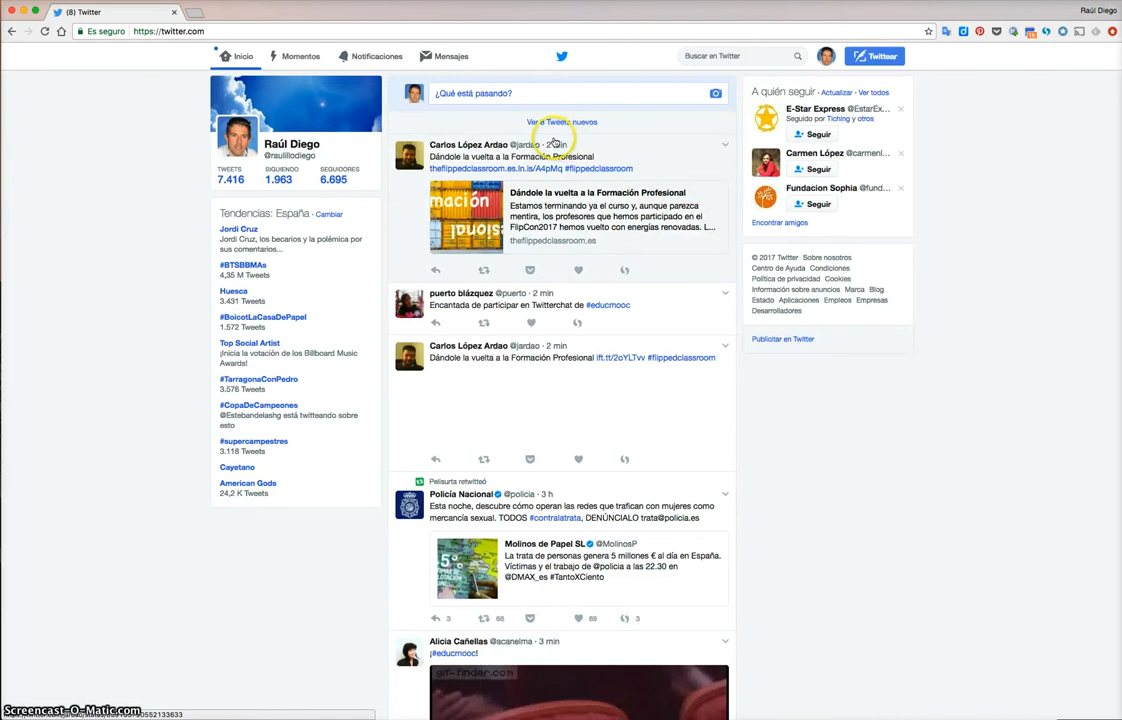 (8) Twitter
Raúl Diego
Es seguro
https://twitter.com
Inicio
Momentos
Notificaciones
Mensajes
Buscar en Twitter
Twittear
Raúl Diego
@raulillodiego
TWEETS
SIGUIENDO
SEGUIDORES
7.416
1.963
6.695
Tendencias: España · Cambiar
Jordi Cruz
Jordi Cruz, los becarios y la polémica por
sus comentarios...
#BTSBBMAs
4,35 M Tweets
Huesca
3.431 Tweets
#BoicotLaCasaDePapel
1.572 Tweets
Top Social Artist
¡Inicia la votación de los Billboard Music
Awards!
#TarragonaConPedro
3.576 Tweets
#CopaDeCampeones
@Estebandelashg está twitteando sobre
esto
#supercampestres
3.118 Tweets
Cayetano
American Gods
24,2 K Tweets
¿Qué está pasando?
Tweets nuevos
Carlos López Ardao @jardao · 2 min
Dándole la vuelta a la Formación Profesional
theflippedclassroom.es.ln.is/A4pMq #flippedclassroom
Dándole la vuelta a la Formación Profesional
Estamos terminando ya el curso y, aunque parezca
mentira, los profesores que hemos participado en el
FlipCon2017 hemos vuelto con energías renovadas. L...
theflippedclassroom.es
puerto blázquez @puerto · 2 min
Encantada de participar en Twitterchat de #educmooc
Carlos López Ardao @jardao · 2 min
Dándole la vuelta a la Formación Profesional ift.tt/2oYLTvv #flippedclassroom
Pelisurta retwitteó
Policía Nacional @policia · 3 h
Esta noche, descubre cómo operan las redes que trafican con mujeres como
mercancía sexual. TODOS #contralatrata, DENÚNCIALO trata@policia.es
Molinos de Papel SL @MolinosP
La trata de personas genera 5 millones € al día en España.
Víctimas y el trabajo de @policia a las 22.30 en
@DMAX_es #TantoXCiento
3
68
69
3
Alicia Cañellas @acanelma · 3 min
¡#educmooc!
gif-finder.com
A quién seguir · Actualizar · Ver todos
E-Star Express @EstarEx...
Seguido por Tiching y otros
Seguir
Carmen López @carmenl...
Seguir
Fundacion Sophia @fund...
Seguir
Encontrar amigos
© 2017 Twitter Sobre nosotros
Centro de Ayuda Condiciones
Política de privacidad Cookies
Información sobre anuncios Marca Blog
Estado Aplicaciones Empleos Empresas
Desarrolladores
Publicitar en Twitter
Screencast-O-Matic.com